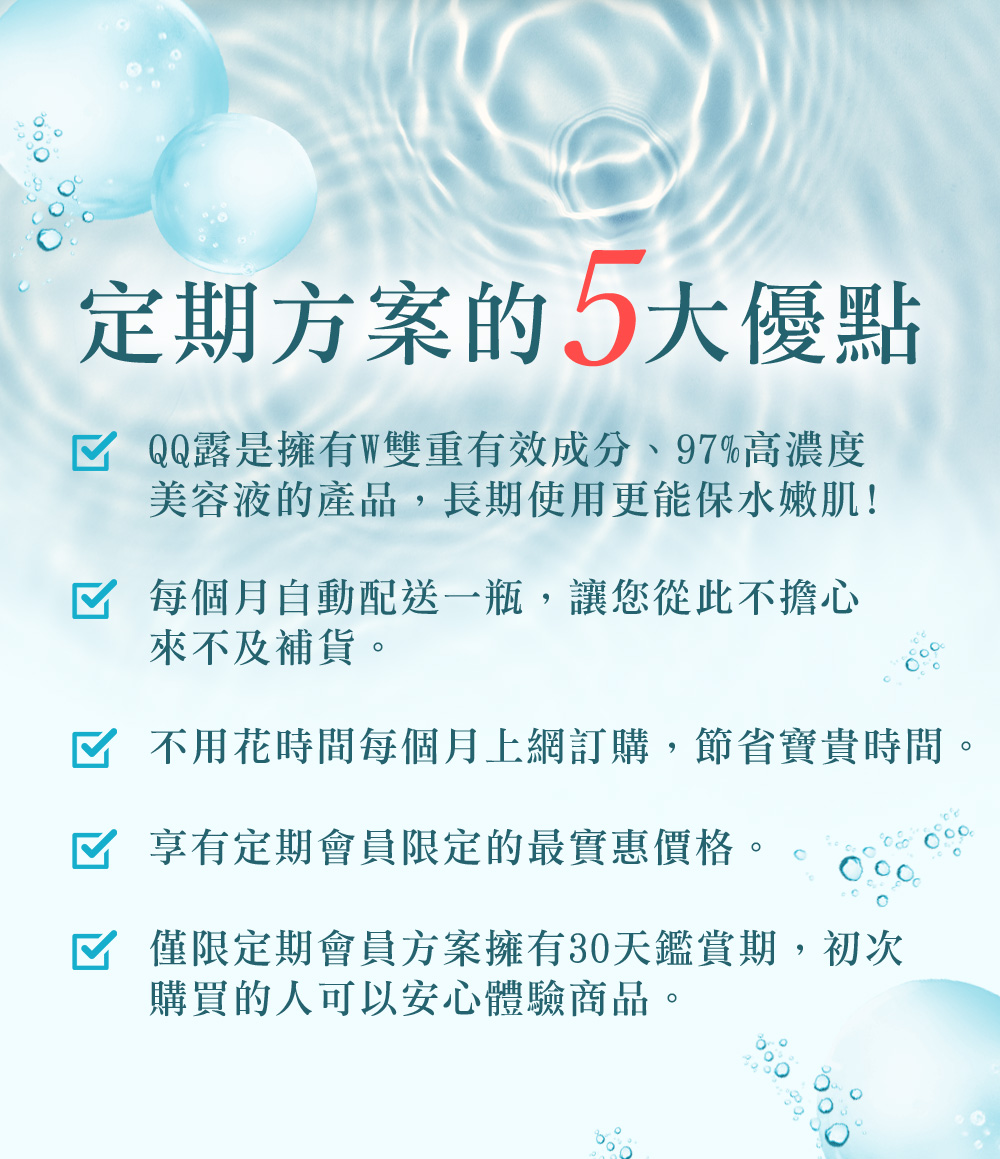 定期方案的5大優點
QQ露是擁有W雙重有效成分、97%高濃度
美容液的產品，長期使用更能保水嫩肌!
每個月自動配送一瓶，讓您從此不擔心
來不及補貨。
不用花時間每個月上網訂購，節省寶貴時間。
享有定期會員限定的最實惠價格。
僅限定期會員方案擁有30天鑑賞期，初次
購買的人可以安心體驗商品。